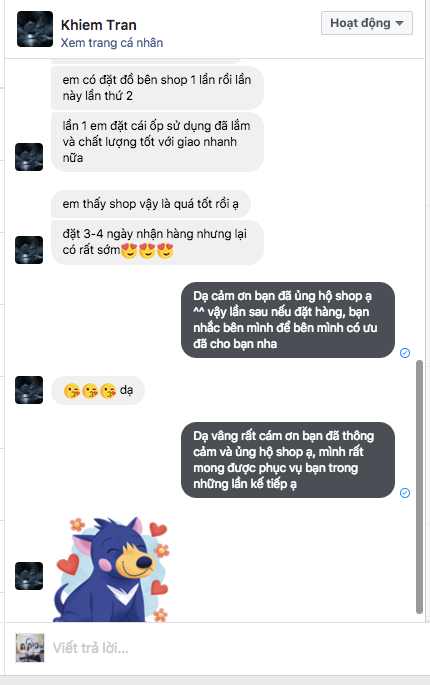 Khiem Tran
Xem trang cá nhân
Hoạt động
em có đặt đồ bên shop 1 lần rồi lần
này lần thứ 2
lần 1 em đặt cái ốp sử dụng đã lắm
và chất lượng tốt với giao nhanh
nữa
em thấy shop vậy là quá tốt rồi ạ
đặt 3-4 ngày nhận hàng nhưng lại
có rất sớm😍😍😍
Dạ cảm ơn bạn đã ủng hộ shop ạ
^^ vậy lần sau nếu đặt hàng, bạn
nhắc bên mình để bên mình có ưu
đã cho bạn nha
😘😘😘 dạ
Dạ vâng rất cám ơn bạn đã thông
cảm và ủng hộ shop ạ, mình rất
mong được phục vụ bạn trong
những lần kế tiếp ạ
Viết trả lời...